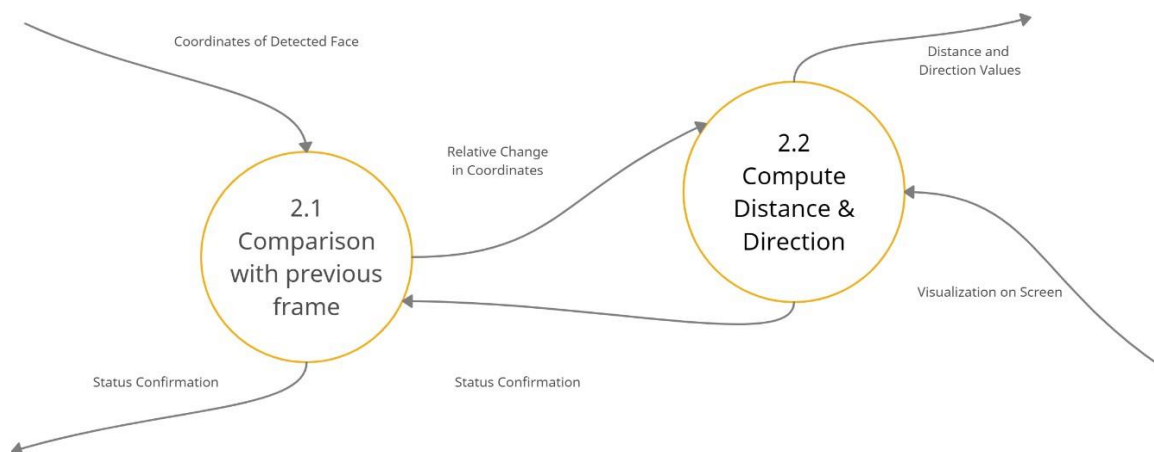 Coordinates of Detected Face
Distance and
Direction Values
Relative Change
in Coordinates
2.2
Compute
Distance &
Direction
2.1
Comparison
with previous
frame
Visualization on Screen
Status Confirmation
Status Confirmation